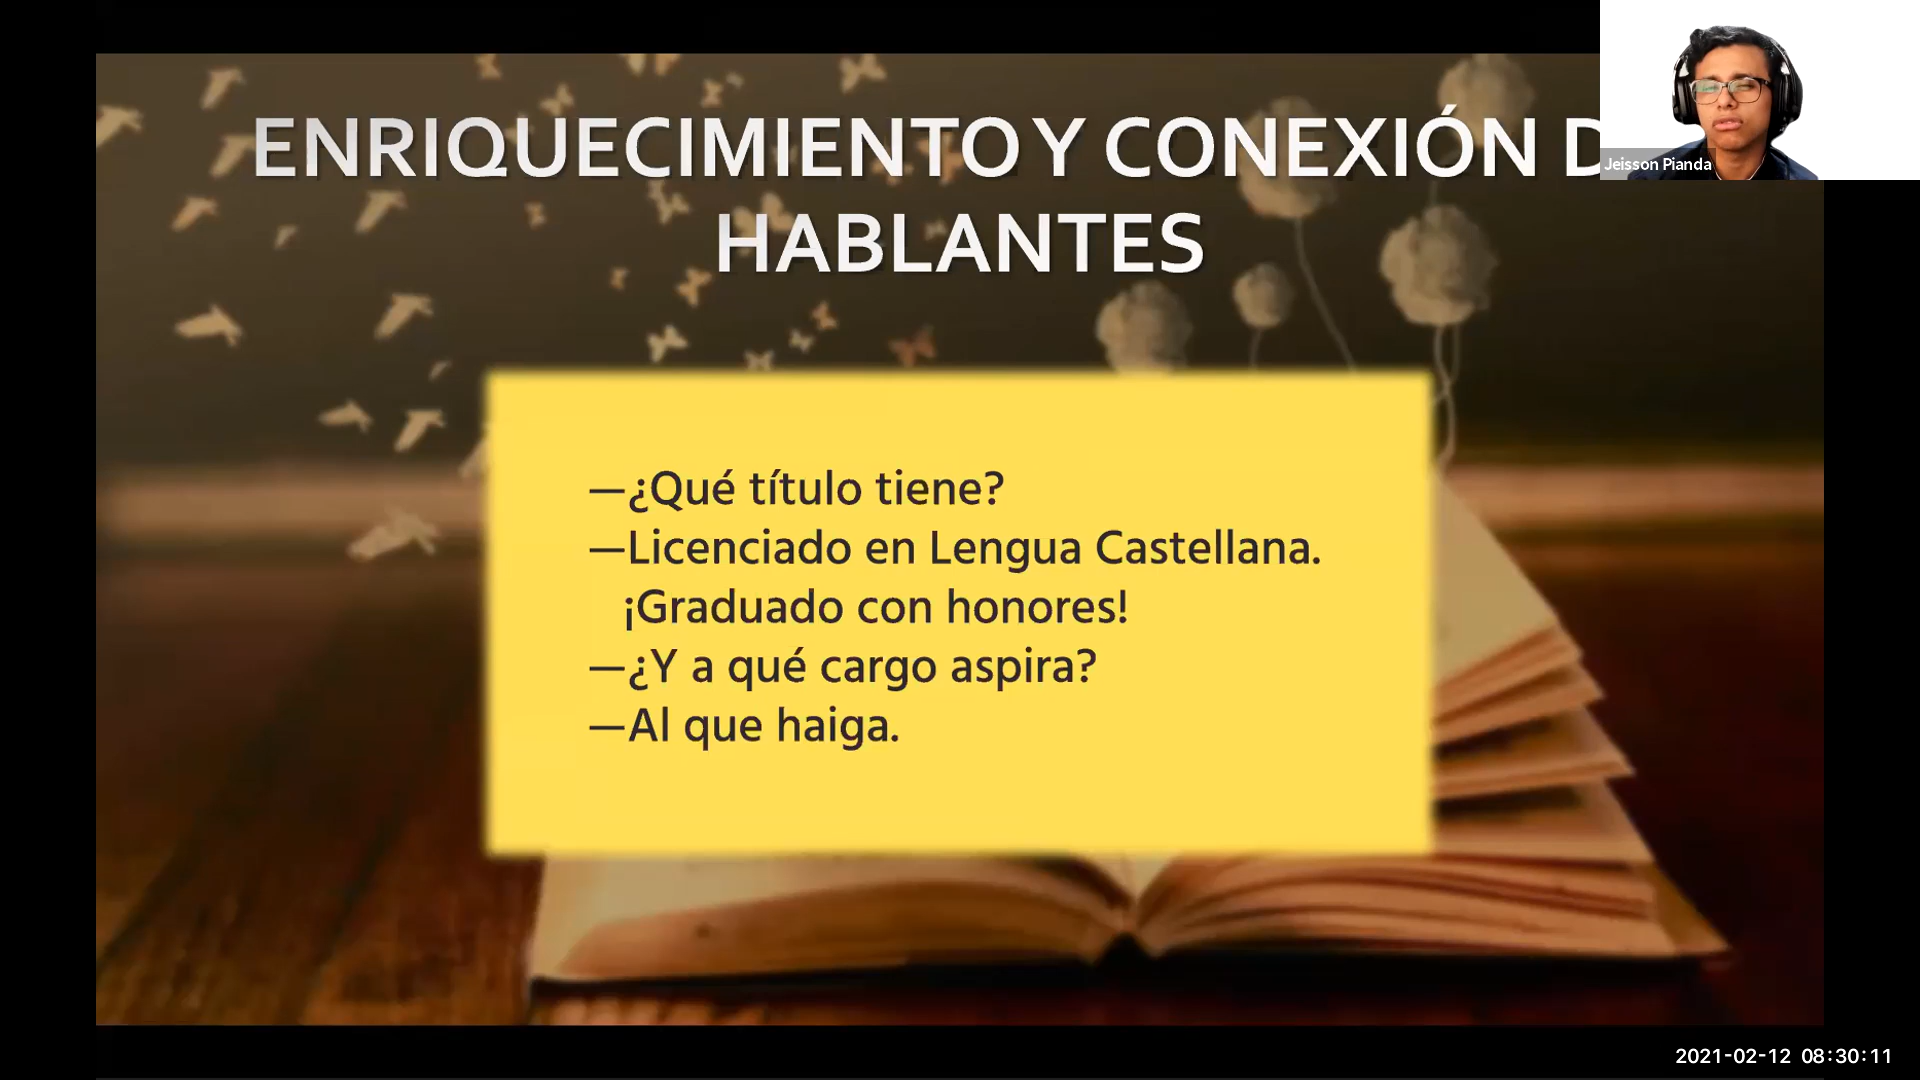 ENRIQUECIMIENTO Y CONEXIÓN
HABLANTES
Jeisson Pianda
—¿Qué título tiene?
—Licenciado en Lengua Castellana.
¡Graduado con honores!
—¿Y a qué cargo aspira?
—Al que haiga.
2021-02-12 08:30:11